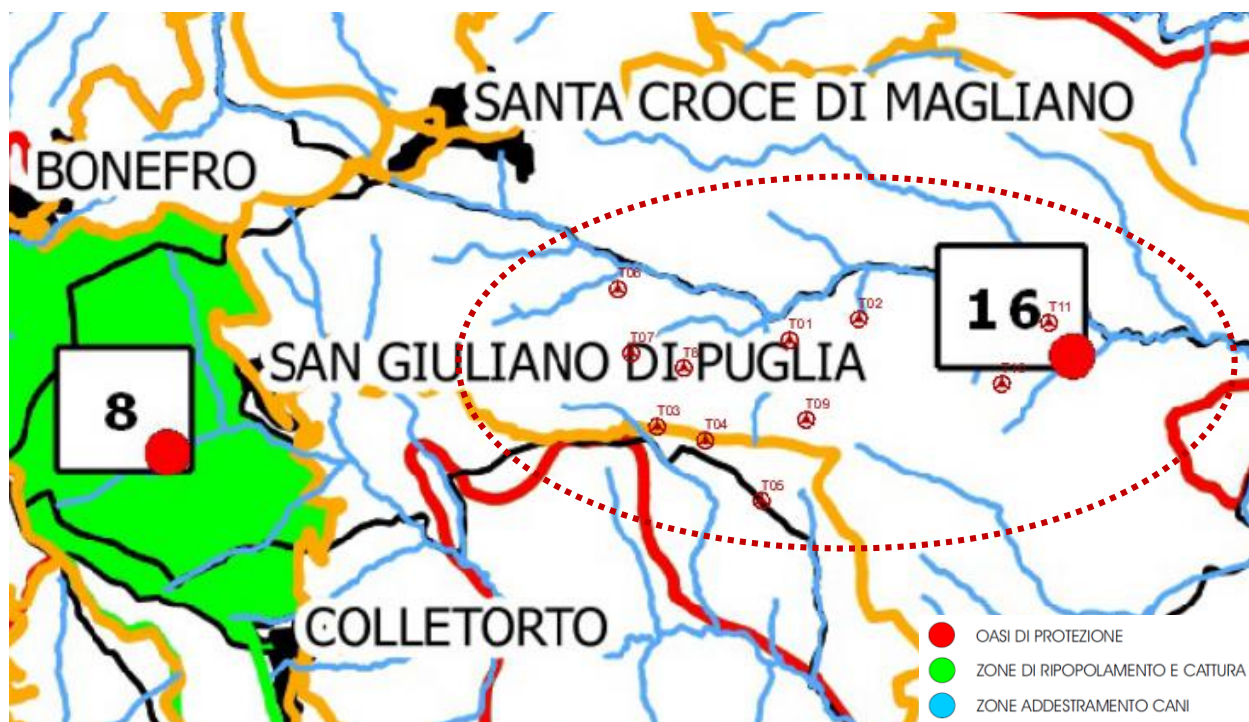 SANTA CROCE DI MAGLIANO
BONEFRO
T06
T02
16
T11
T01
T07
SAN GIULIANO DI PUGLIA
T8
T10
8
T03
T04
T09
T05
COLLETORTO
OASI DI PROTEZIONE
ZONE DI RIPOPOLAMENTO E CATTURA
ZONE ADDESTRAMENTO CANI